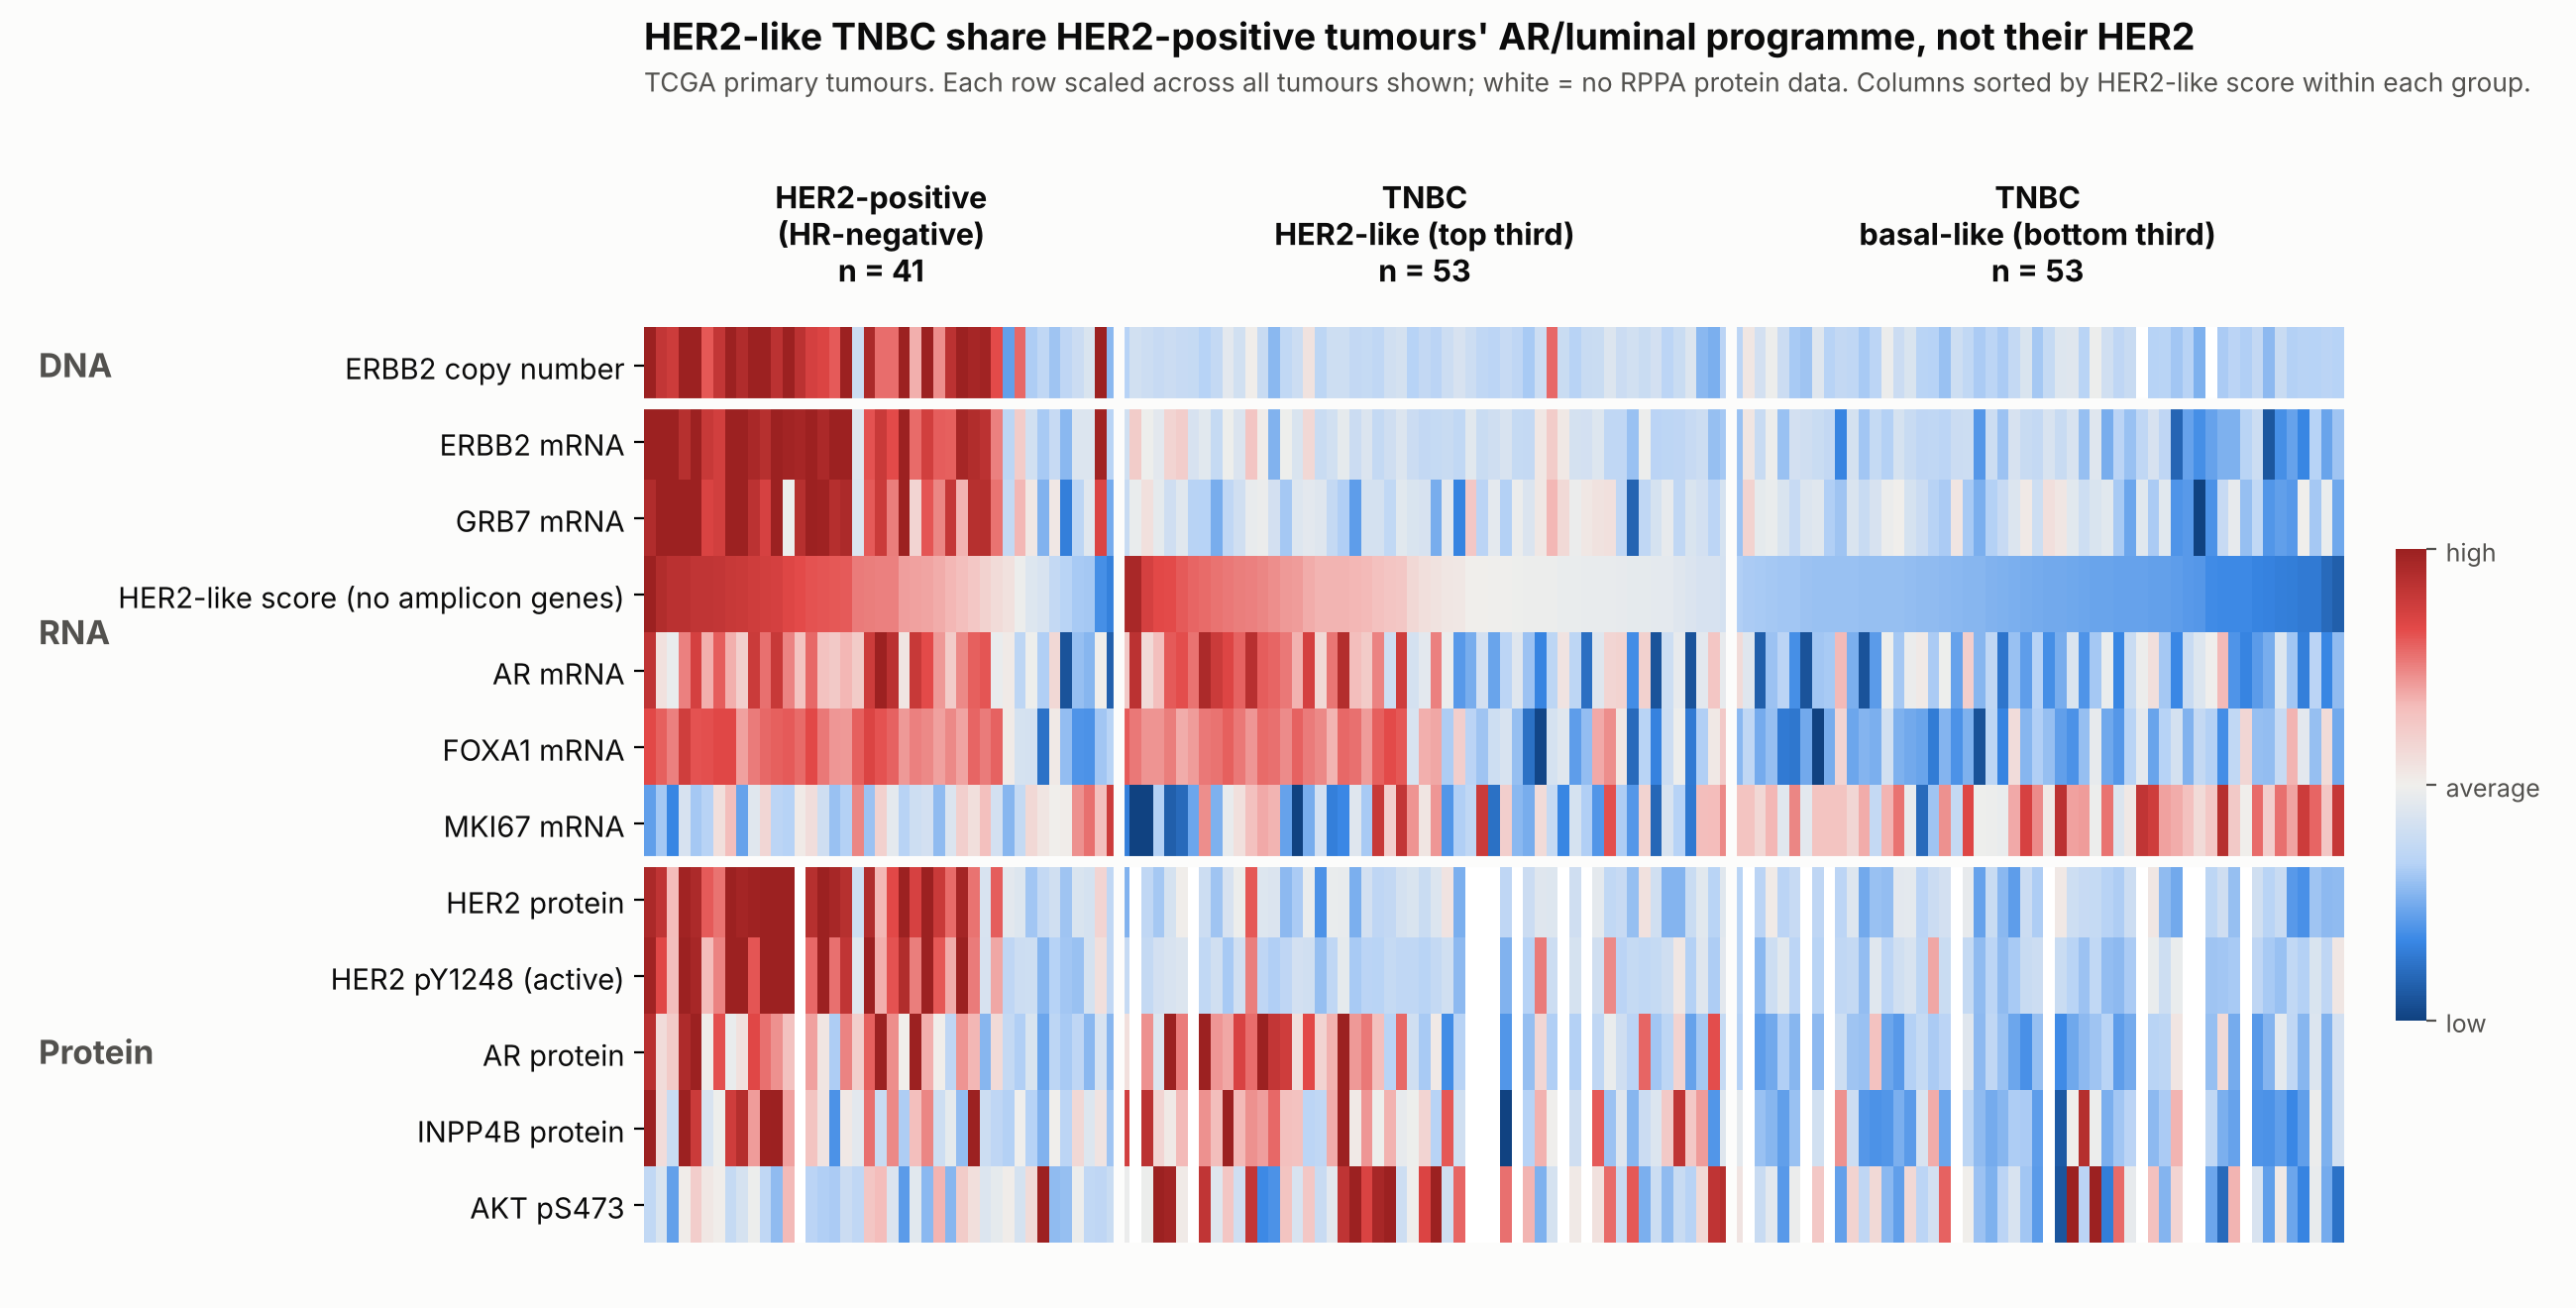 HER2-like TNBC share HER2-positive tumours' AR/luminal programme, not their HER2
TCGA primary tumours. Each row scaled across all tumours shown; white = no RPPA protein data. Columns sorted by HER2-like score within each group.
HER2-positive
(HR-negative)
n = 41
TNBC
HER2-like (top third)
n = 53
TNBC
basal-like (bottom third)
n = 53
DNA
ERBB2 copy number
RNA
ERBB2 mRNA
GRB7 mRNA
HER2-like score (no amplicon genes)
AR mRNA
FOXA1 mRNA
MKI67 mRNA
Protein
HER2 protein
HER2 pY1248 (active)
AR protein
INPP4B protein
AKT pS473
high
average
low